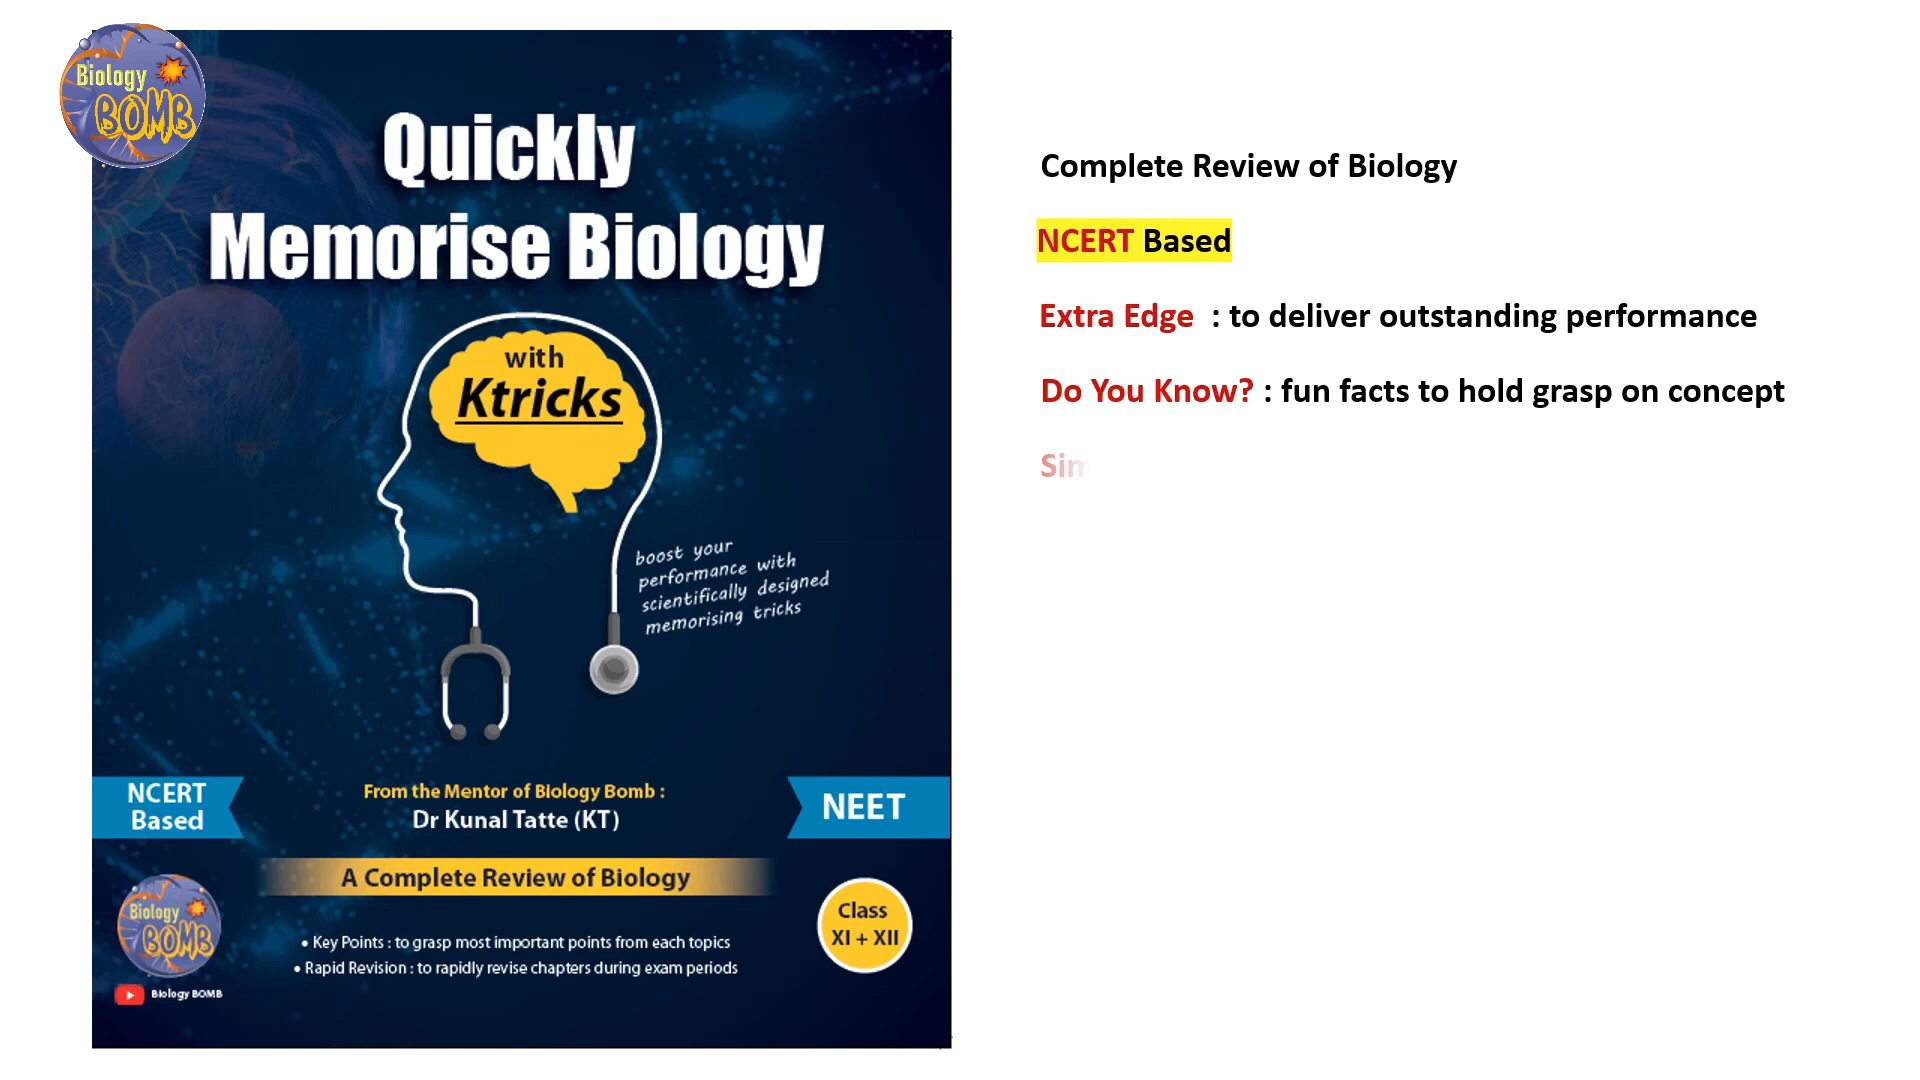 Biology
BOMB
Quickly
Memorise Biology
with
Ktricks
boost your
performance with
scientifically designed
memorising tricks
NCERT
Based
From the Mentor of Biology Bomb :
Dr Kunal Tatte (KT)
NEET
A Complete Review of Biology
Biology
BOMB
Class
XI + XII
• Key Points : to grasp most important points from each topics
• Rapid Revision : to rapidly revise chapters during exam periods
Biology BOMB
Complete Review of Biology
NCERT Based
Extra Edge : to deliver outstanding performance
Do You Know? : fun facts to hold grasp on concept
Sim